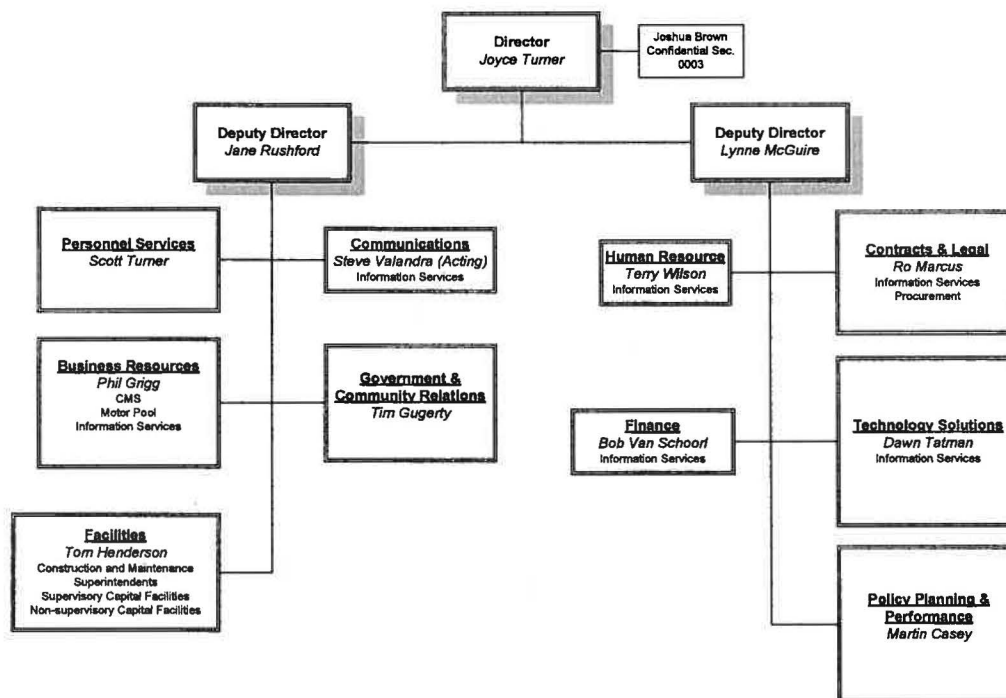 Director
Joyce Turner
Joshua Brown
Confidential Sec.
0003
Deputy Director
Jane Rushford
Deputy Director
Lynne McGuire
Personnel Services
Scott Turner
Communications
Steve Valandra (Acting)
Information Services
Human Resource
Terry Wilson
Information Services
Contracts & Legal
Ro Marcus
Information Services
Procurement
Business Resources
Phil Grigg
CMS
Motor Pool
Information Services
Government &
Community Relations
Tim Gugerty
Finance
Bob Van Schoorl
Information Services
Technology Solutions
Dawn Tatman
Information Services
Facilities
Tom Henderson
Construction and Maintenance
Superintendents
Supervisory Capital Facilities
Non-supervisory Capital Facilities
Policy Planning &
Performance
Martin Casey